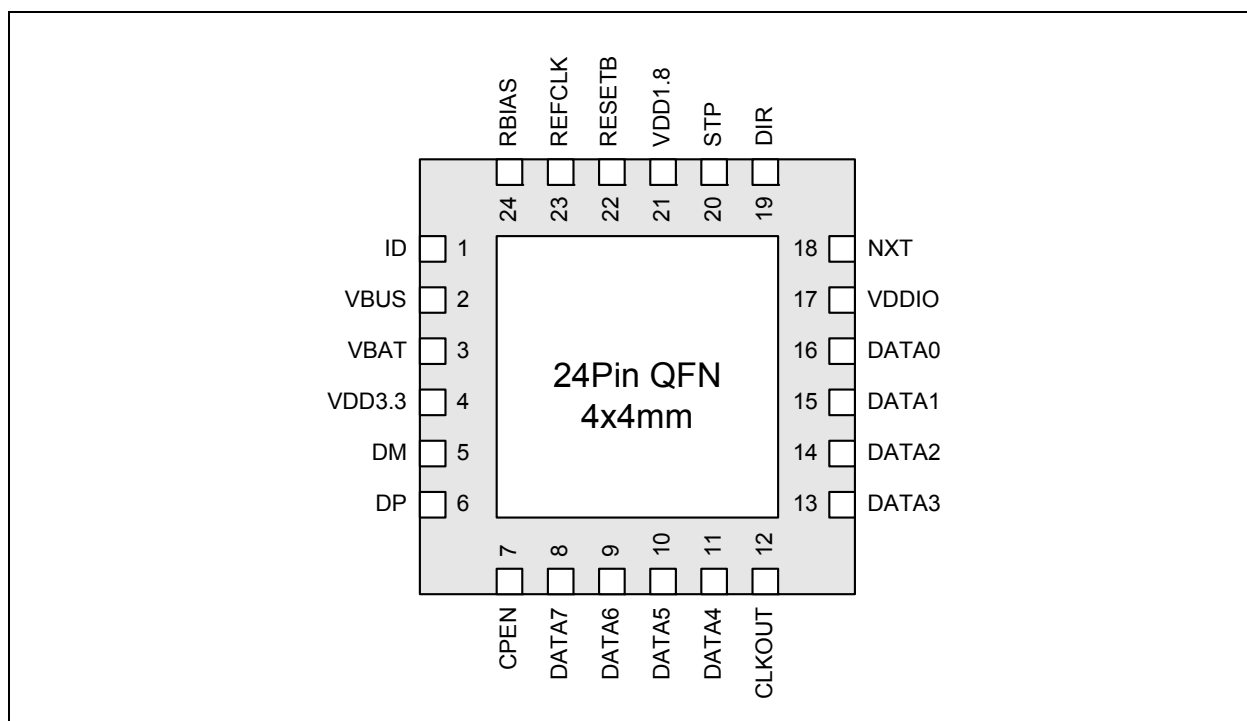 RBIAS
REFCLK
RESETB
VDD1.8
STP
DIR
24
23
22
21
20
19
ID 1
VBUS 2
VBAT 3
VDD3.3 4
DM 5
DP 6
24Pin QFN
4x4mm
18 NXT
17 VDDIO
16 DATA0
15 DATA1
14 DATA2
13 DATA3
7
8
9
10
11
12
CPEN
DATA7
DATA6
DATA5
DATA4
CLKOUT